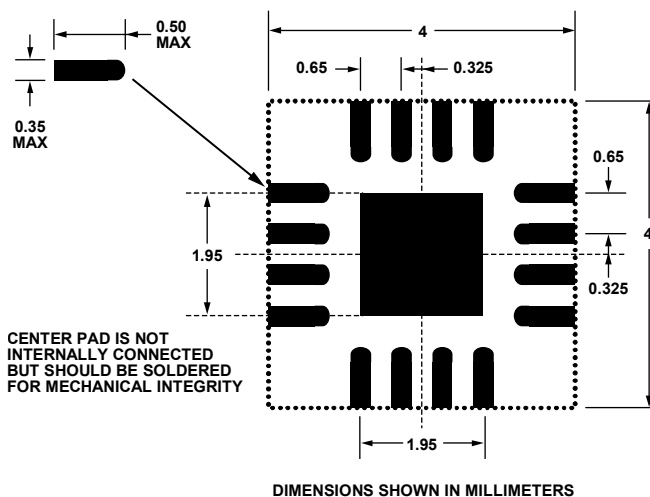 0.50
MAX
4
0.65
0.325
0.35
MAX
0.65
4
1.95
0.325
CENTER PAD IS NOT
INTERNALLY CONNECTED
BUT SHOULD BE SOLDERED
FOR MECHANICAL INTEGRITY
1.95
DIMENSIONS SHOWN IN MILLIMETERS